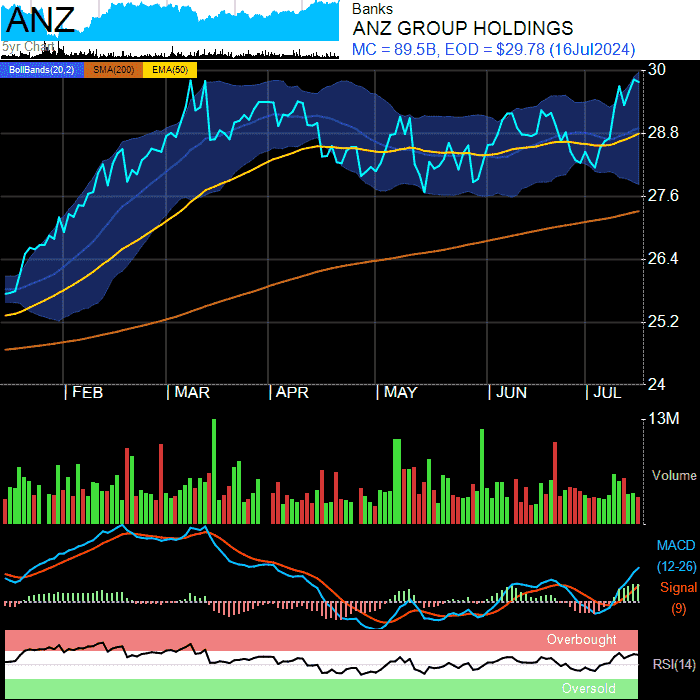 ANZ
5yr Chart
Banks
ANZ GROUP HOLDINGS
MC = 89.5B, EOD = $29.78 (16Jul2024)
BollBands(20,2) SMA(200) EMA(50)
30
28.8
27.6
26.4
25.2
24
FEB MAR APR MAY JUN JUL
13M
Volume
MACD
(12-26)
Signal
(9)
Overbought
RSI(14)
Oversold